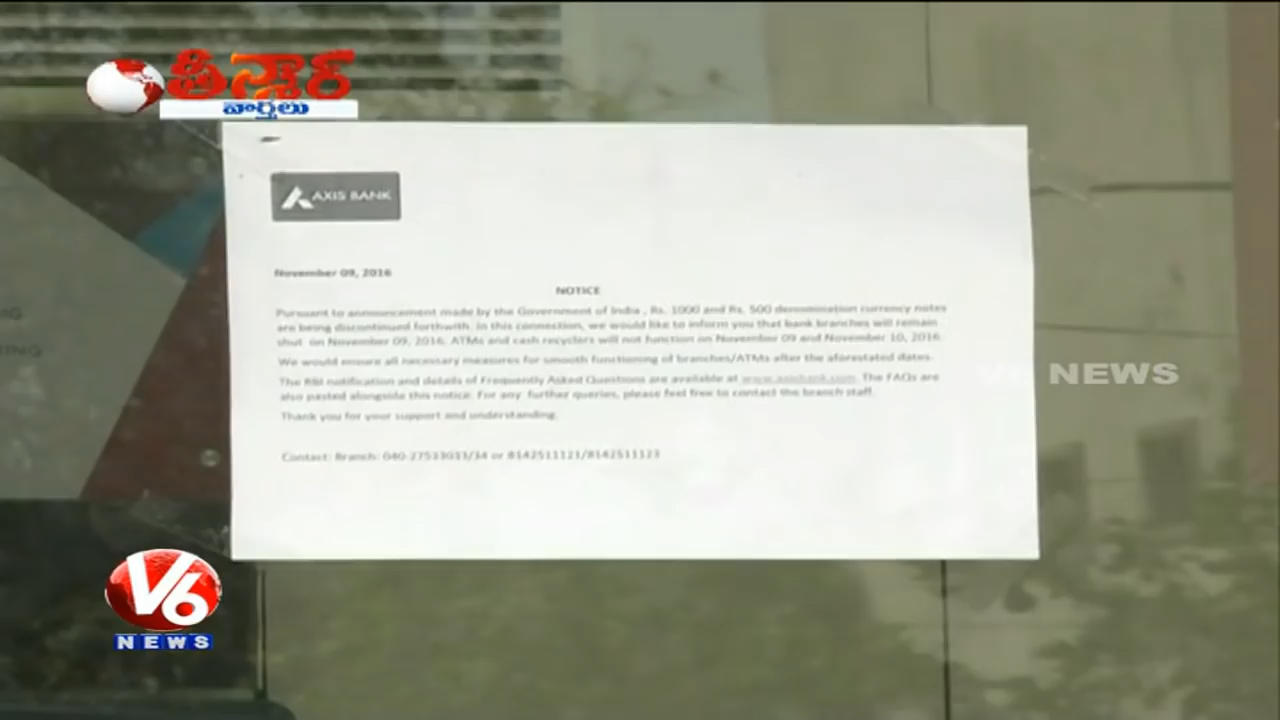 తీన్మార్
వార్తలు
AXIS BANK
November 09, 2016
NOTICE
Pursuant to announcement made by the Government of India , Rs. 1000 and Rs. 500 denomination currency notes
are being discontinued forthwith. In this connection, we would like to inform you that bank branches will remain
shut on November 09, 2016. ATMs and cash recyclers will not function on November 09 and November 10, 2016.
We would ensure all necessary measures for smooth functioning of branches/ATMs after the aforestated dates.
The RBI notification and details of Frequently Asked Questions are available at www.axisbank.com. The FAQs are
also pasted alongside this notice. For any further queries, please feel free to contact the branch staff.
Thank you for your support and understanding.
Contact: Branch: 040-27533033/34 or 8142511121/8142511123
V6 NEWS
V6
NEWS